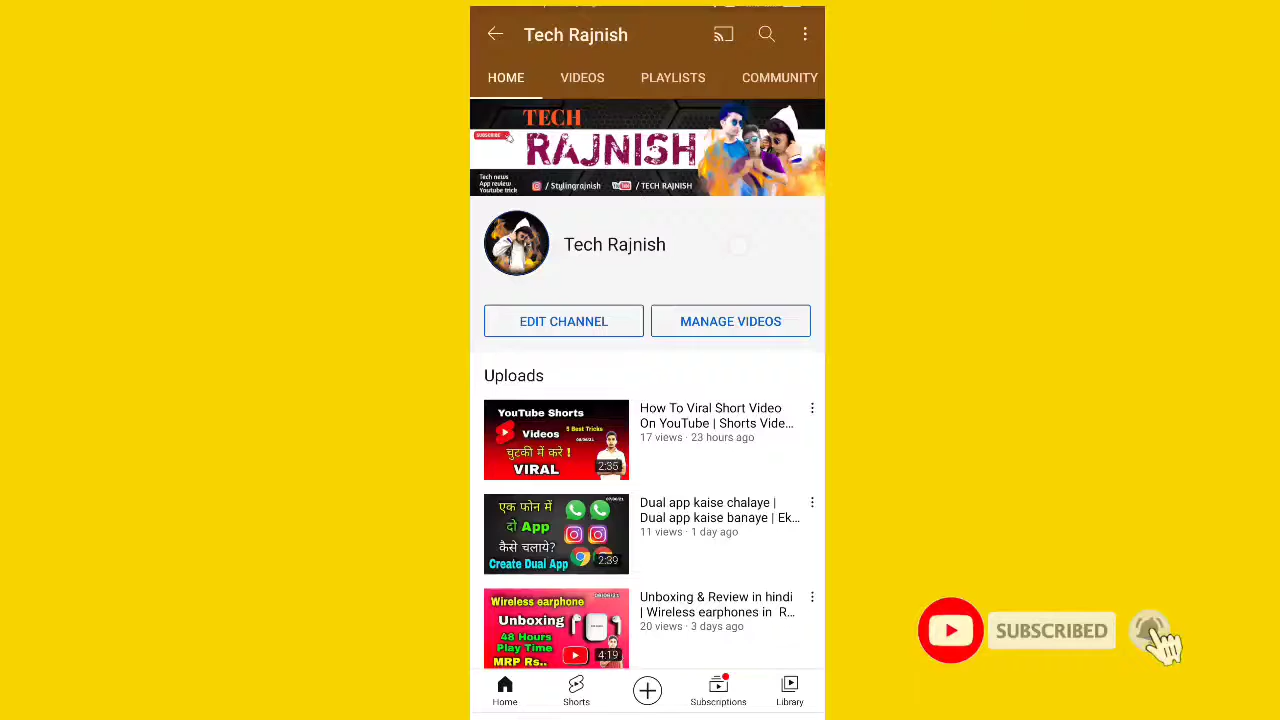 Tech Rajnish
HOME
VIDEOS
PLAYLISTS
COMMUNITY
TECH
SUBSCRIBE
RAJNISH
Tech news
App review
Youtube trick
/ Stylingrajnish
/ TECH RAJNISH
Tech Rajnish
EDIT CHANNEL
MANAGE VIDEOS
Uploads
YouTube Shorts
Videos
5 Best Tricks
चुटकी में करे !
VIRAL
2:35
How To Viral Short Video
On YouTube | Shorts Vide...
17 views · 23 hours ago
एक फोन में
दो App
कैसे चलाये?
Create Dual App
2:39
Dual app kaise chalaye |
Dual app kaise banaye | Ek...
11 views · 1 day ago
Wireless earphone
Unboxing
48 Hours
Play Time
MRP Rs..
4:19
Unboxing & Review in hindi
| Wireless earphones in R...
20 views · 3 days ago
Home
Shorts
Subscriptions
Library
SUBSCRIBED